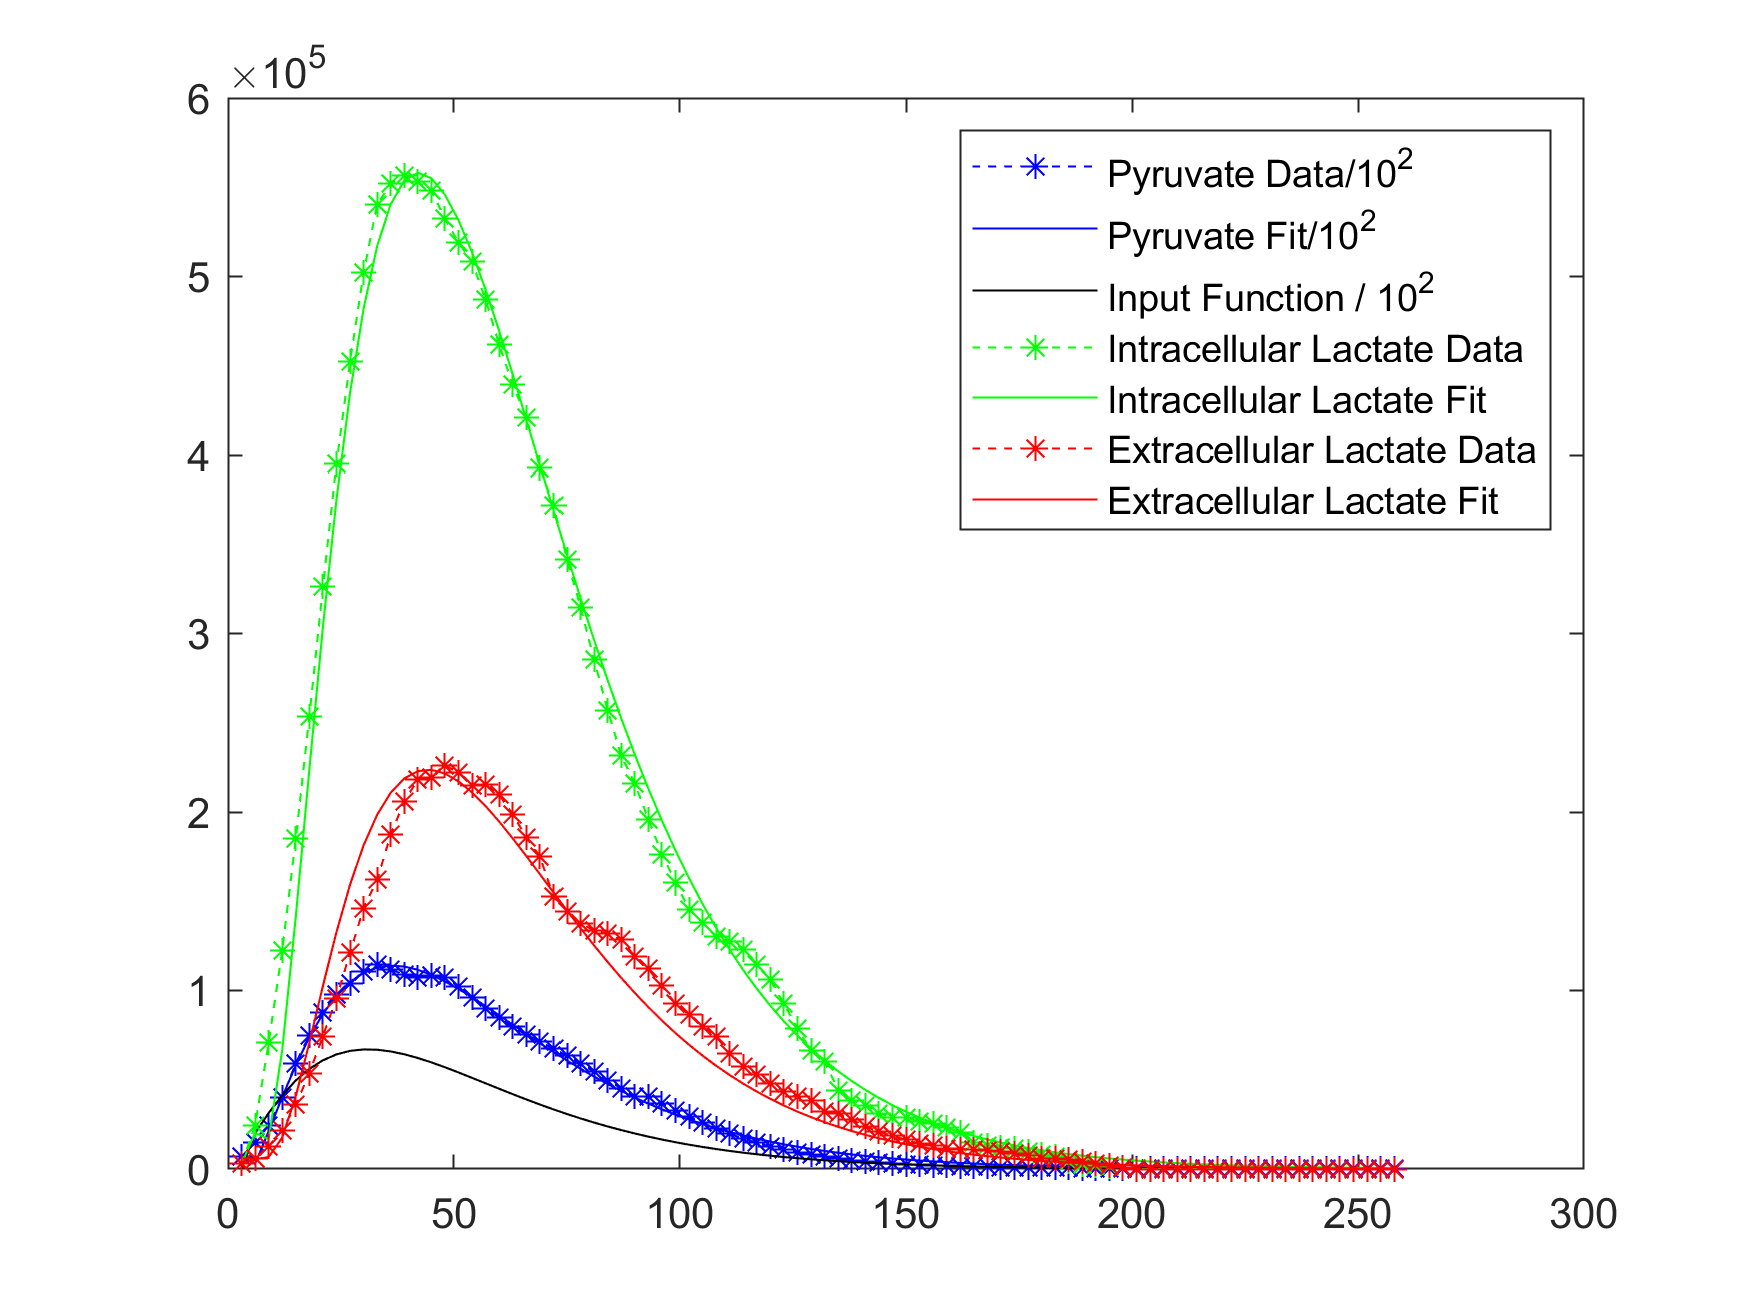 ×10^5
6
5
4
3
2
1
0
0 50 100 150 200 250 300
Pyruvate Data/10^2
Pyruvate Fit/10^2
Input Function / 10^2
Intracellular Lactate Data
Intracellular Lactate Fit
Extracellular Lactate Data
Extracellular Lactate Fit